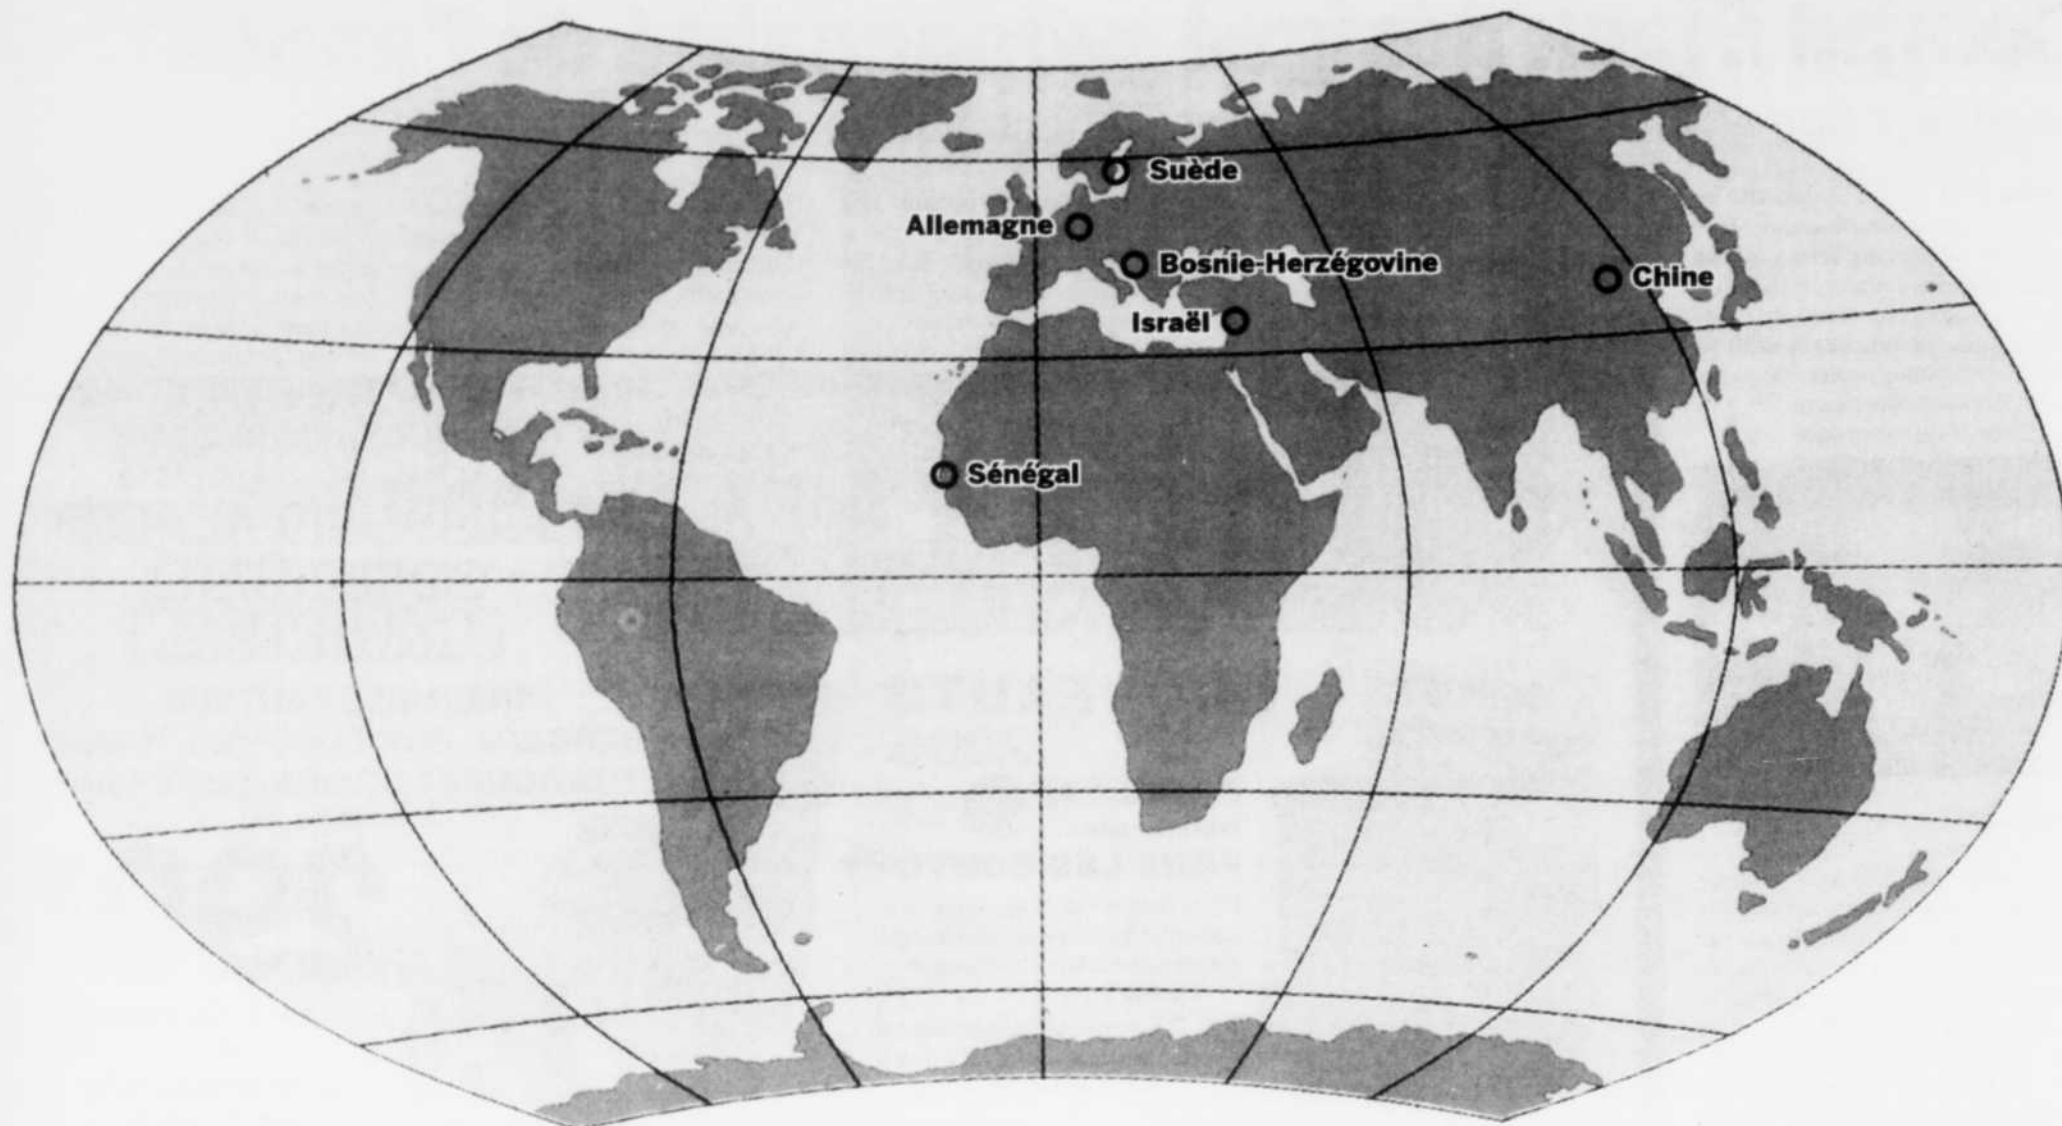 Suède
Allemagne
Bosnie-Herzégovine
Chine
Israël
Sénégal